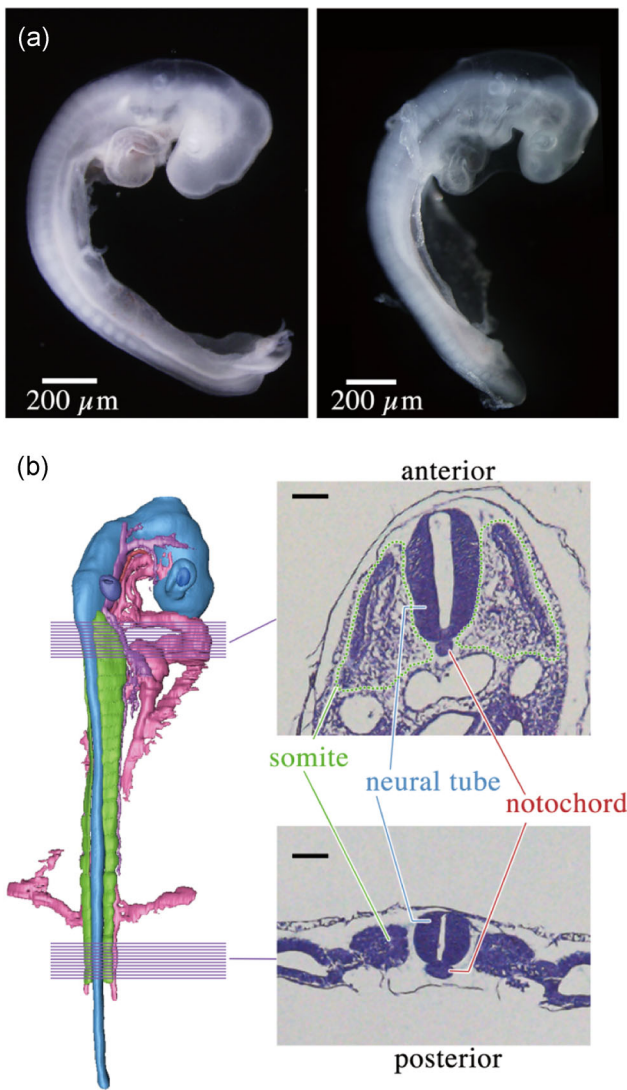 (a)
200 μm
200 μm
(b)
anterior
somite
neural tube
notochord
posterior